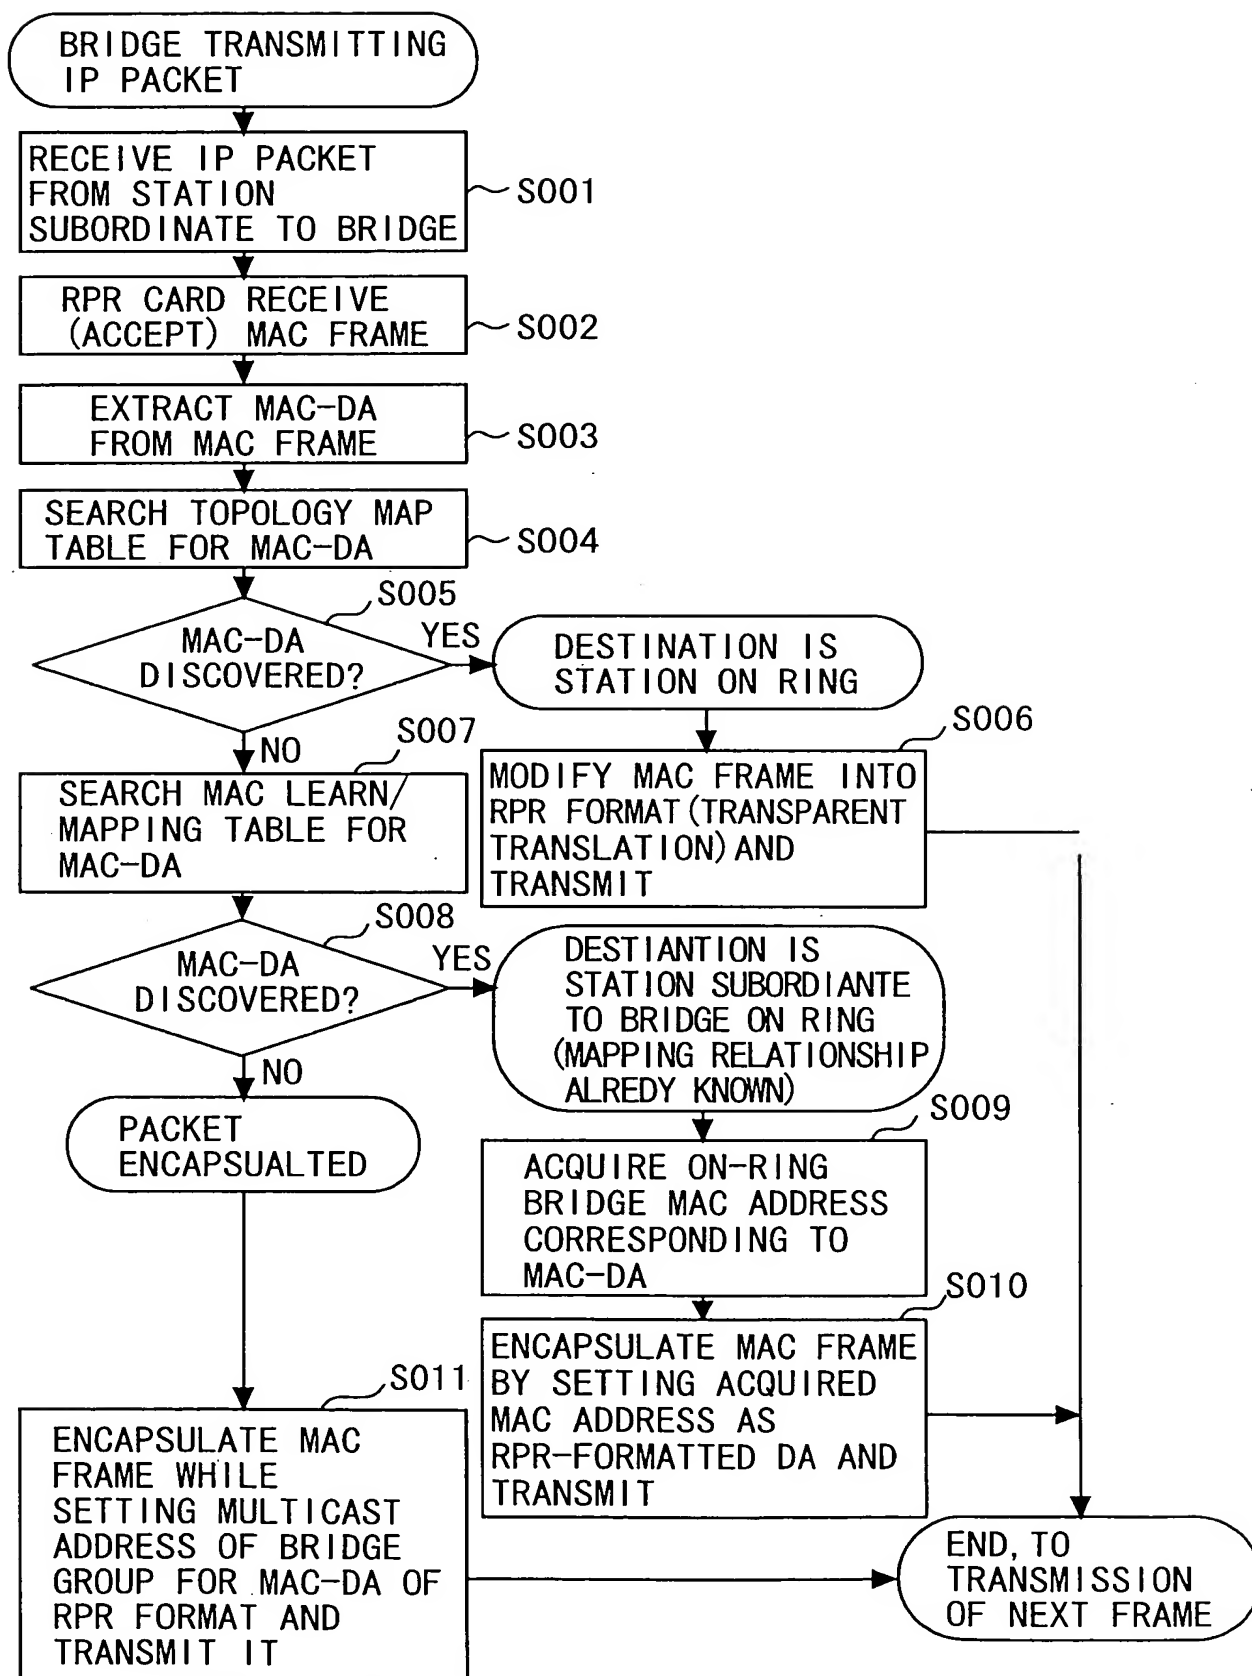 BRIDGE TRANSMITTING
IP PACKET
RECEIVE IP PACKET
FROM STATION
SUBORDINATE TO BRIDGE
S001
RPR CARD RECEIVE
(ACCEPT) MAC FRAME
S002
EXTRACT MAC-DA
FROM MAC FRAME
S003
SEARCH TOPOLOGY MAP
TABLE FOR MAC-DA
S004
S005
MAC-DA
DISCOVERED?
YES
DESTINATION IS
STATION ON RING
NO
S006
MODIFY MAC FRAME INTO
RPR FORMAT(TRANSPARENT
TRANSLATION)AND
TRANSMIT
S007
SEARCH MAC LEARN/
MAPPING TABLE FOR
MAC-DA
S008
MAC-DA
DISCOVERED?
YES
DESTIANTION IS
STATION SUBORDIANTE
TO BRIDGE ON RING
(MAPPING RELATIONSHIP
ALREDY KNOWN)
NO
PACKET
ENCAPSUALTED
S009
ACQUIRE ON-RING
BRIDGE MAC ADDRESS
CORRESPONDING TO
MAC-DA
S010
ENCAPSULATE MAC FRAME
BY SETTING ACQUIRED
MAC ADDRESS AS
RPR-FORMATTED DA AND
TRANSMIT
S011
ENCAPSULATE MAC
FRAME WHILE
SETTING MULTICAST
ADDRESS OF BRIDGE
GROUP FOR MAC-DA OF
RPR FORMAT AND
TRANSMIT IT
END, TO
TRANSMISSION
OF NEXT FRAME